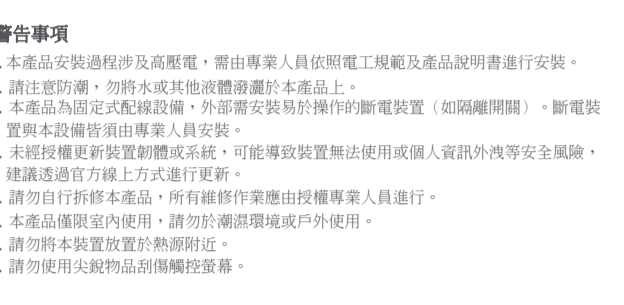 警告事項
. 本產品安裝過程涉及高壓電，需由專業人員依照電工規範及產品說明書進行安裝。
. 請注意防潮，勿將水或其他液體潑灑於本產品上。
. 本產品為固定式配線設備，外部需安裝易於操作的斷電裝置（如隔離開關）。斷電裝
置與本設備皆須由專業人員安裝。
. 未經授權更新裝置韌體或系統，可能導致裝置無法使用或個人資訊外洩等安全風險，
建議透過官方線上方式進行更新。
. 請勿自行拆修本產品，所有維修作業應由授權專業人員進行。
. 本產品僅限室內使用，請勿於潮濕環境或戶外使用。
. 請勿將本裝置放置於熱源附近。
. 請勿使用尖銳物品刮傷觸控螢幕。